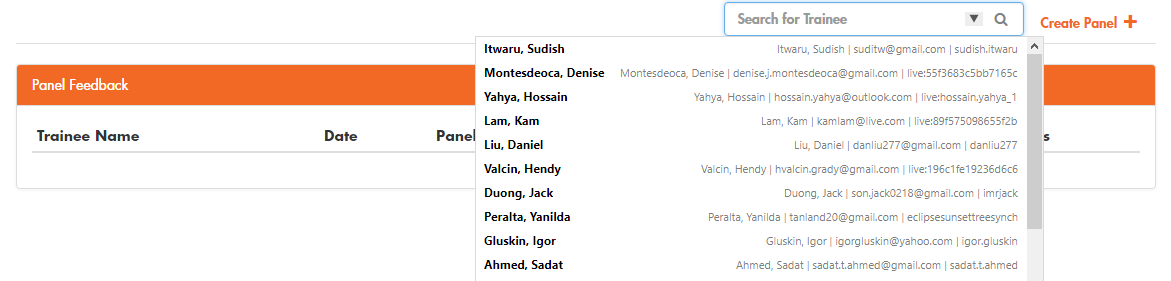 Search for Trainee
Create Panel
Itwaru, Sudish Itwaru, Sudish | suditw@gmail.com | sudish.itwaru
Montesdeoca, Denise Montesdeoca, Denise | denise.j.montesdeoca@gmail.com | live:55f3683c5bb7165c
Yahya, Hossain Yahya, Hossain | hossain.yahya@outlook.com | live:hossain.yahya_1
Lam, Kam Lam, Kam | kamlam@live.com | live:89f575098655f2b
Liu, Daniel Liu, Daniel | danliu277@gmail.com | danliu277
Valcin, Hendy Valcin, Hendy | hvalcin.grady@gmail.com | live:196c1fe19236d6c6
Duong, Jack Duong, Jack | son.jack0218@gmail.com | imrjack
Peralta, Yanilda Peralta, Yanilda | tanland20@gmail.com | eclipsesunsettreesynch
Gluskin, Igor Gluskin, Igor | igorgluskin@yahoo.com | igor.gluskin
Ahmed, Sadat Ahmed, Sadat | sadat.t.ahmed@gmail.com | sadat.t.ahmed
Panel Feedback
Trainee Name Date Panel s